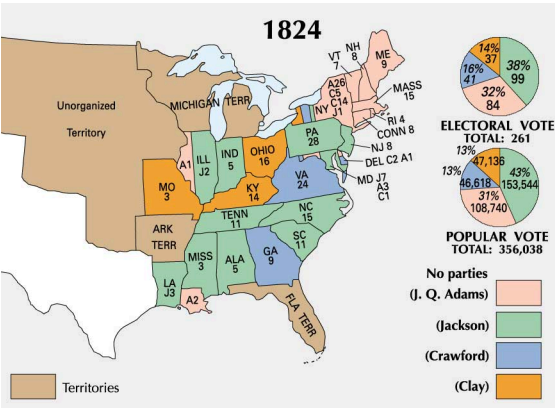 1824
Unorganized
Territory
MICHIGAN TERR
VT
7
NH
8
ME
9
A26
C5
C14
J1
NY
MASS
15
RI 4
CONN 8
NJ 8
DEL C2 A1
MD J7
A3
C1
PA
28
OHIO
16
IND
5
ILL
J2
A1
MO
3
KY
14
VA
24
NC
15
TENN
11
SC
11
ARK
TERR
MISS
3
ALA
5
GA
9
LA
J3
A2
FLA TERR
14%
37
16%
41
38%
99
32%
84
ELECTORAL VOTE
TOTAL: 261
13%
47,136
13%
46,618
43%
153,544
31%
108,740
POPULAR VOTE
TOTAL: 356,038
No parties
(J. Q. Adams)
(Jackson)
(Crawford)
(Clay)
Territories